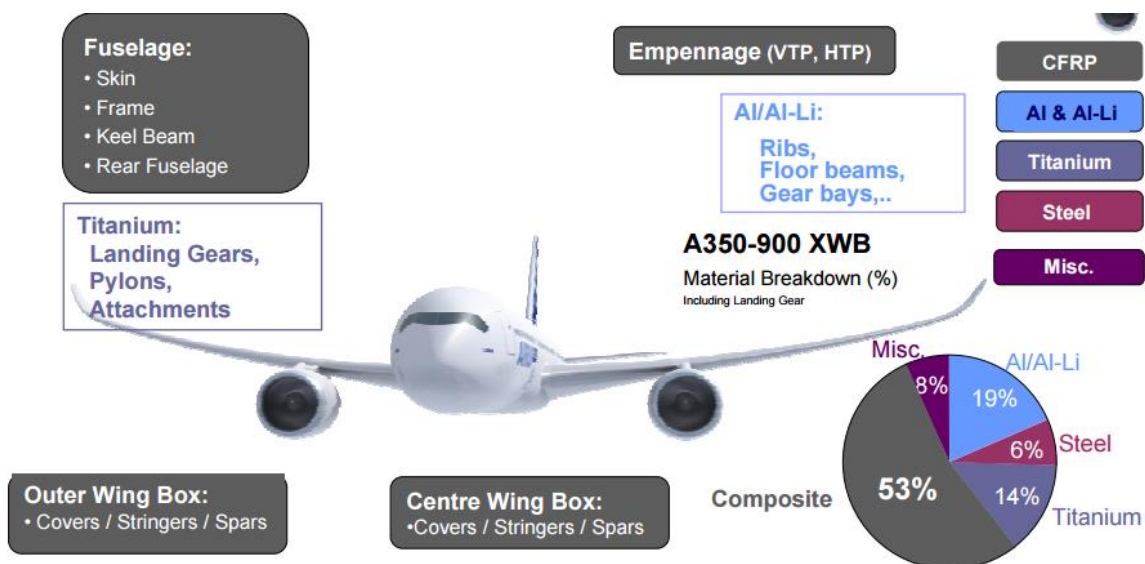 Fuselage:
• Skin
• Frame
• Keel Beam
• Rear Fuselage
Titanium:
Landing Gears,
Pylons,
Attachments
Empennage (VTP, HTP)
Al/Al-Li:
Ribs,
Floor beams,
Gear bays,..
CFRP
Al & Al-Li
Titanium
Steel
Misc.
A350-900 XWB
Material Breakdown (%)
Including Landing Gear
Misc.
8%
Al/Al-Li
19%
Steel
6%
Titanium
14%
Composite
53%
Outer Wing Box:
• Covers / Stringers / Spars
Centre Wing Box:
•Covers / Stringers / Spars